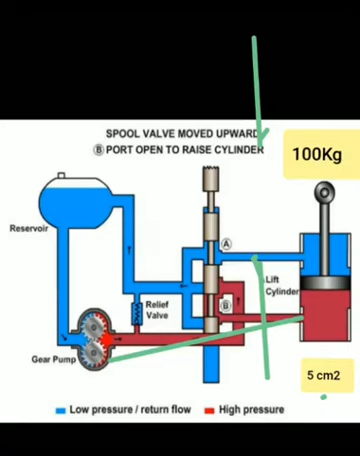 SPOOL VALVE MOVED UPWARD
Ⓑ PORT OPEN TO RAISE CYLINDER
100Kg
Reservoir
Ⓐ
Lift
Cylinder
Relief
Valve
Ⓑ
Gear Pump
5 cm2
Low pressure / return flow
High pressure